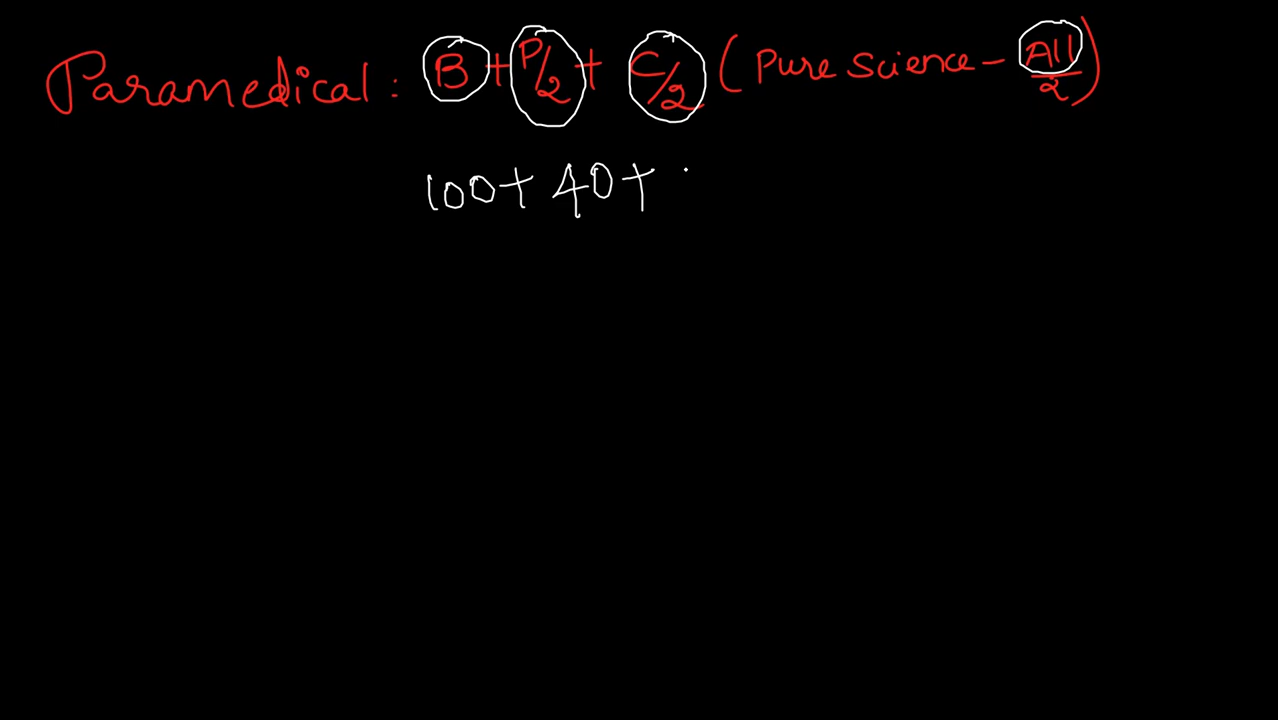 Paramedical : B + P/2 + C/2 ( Pure science - All/2 )
100 + 40 +